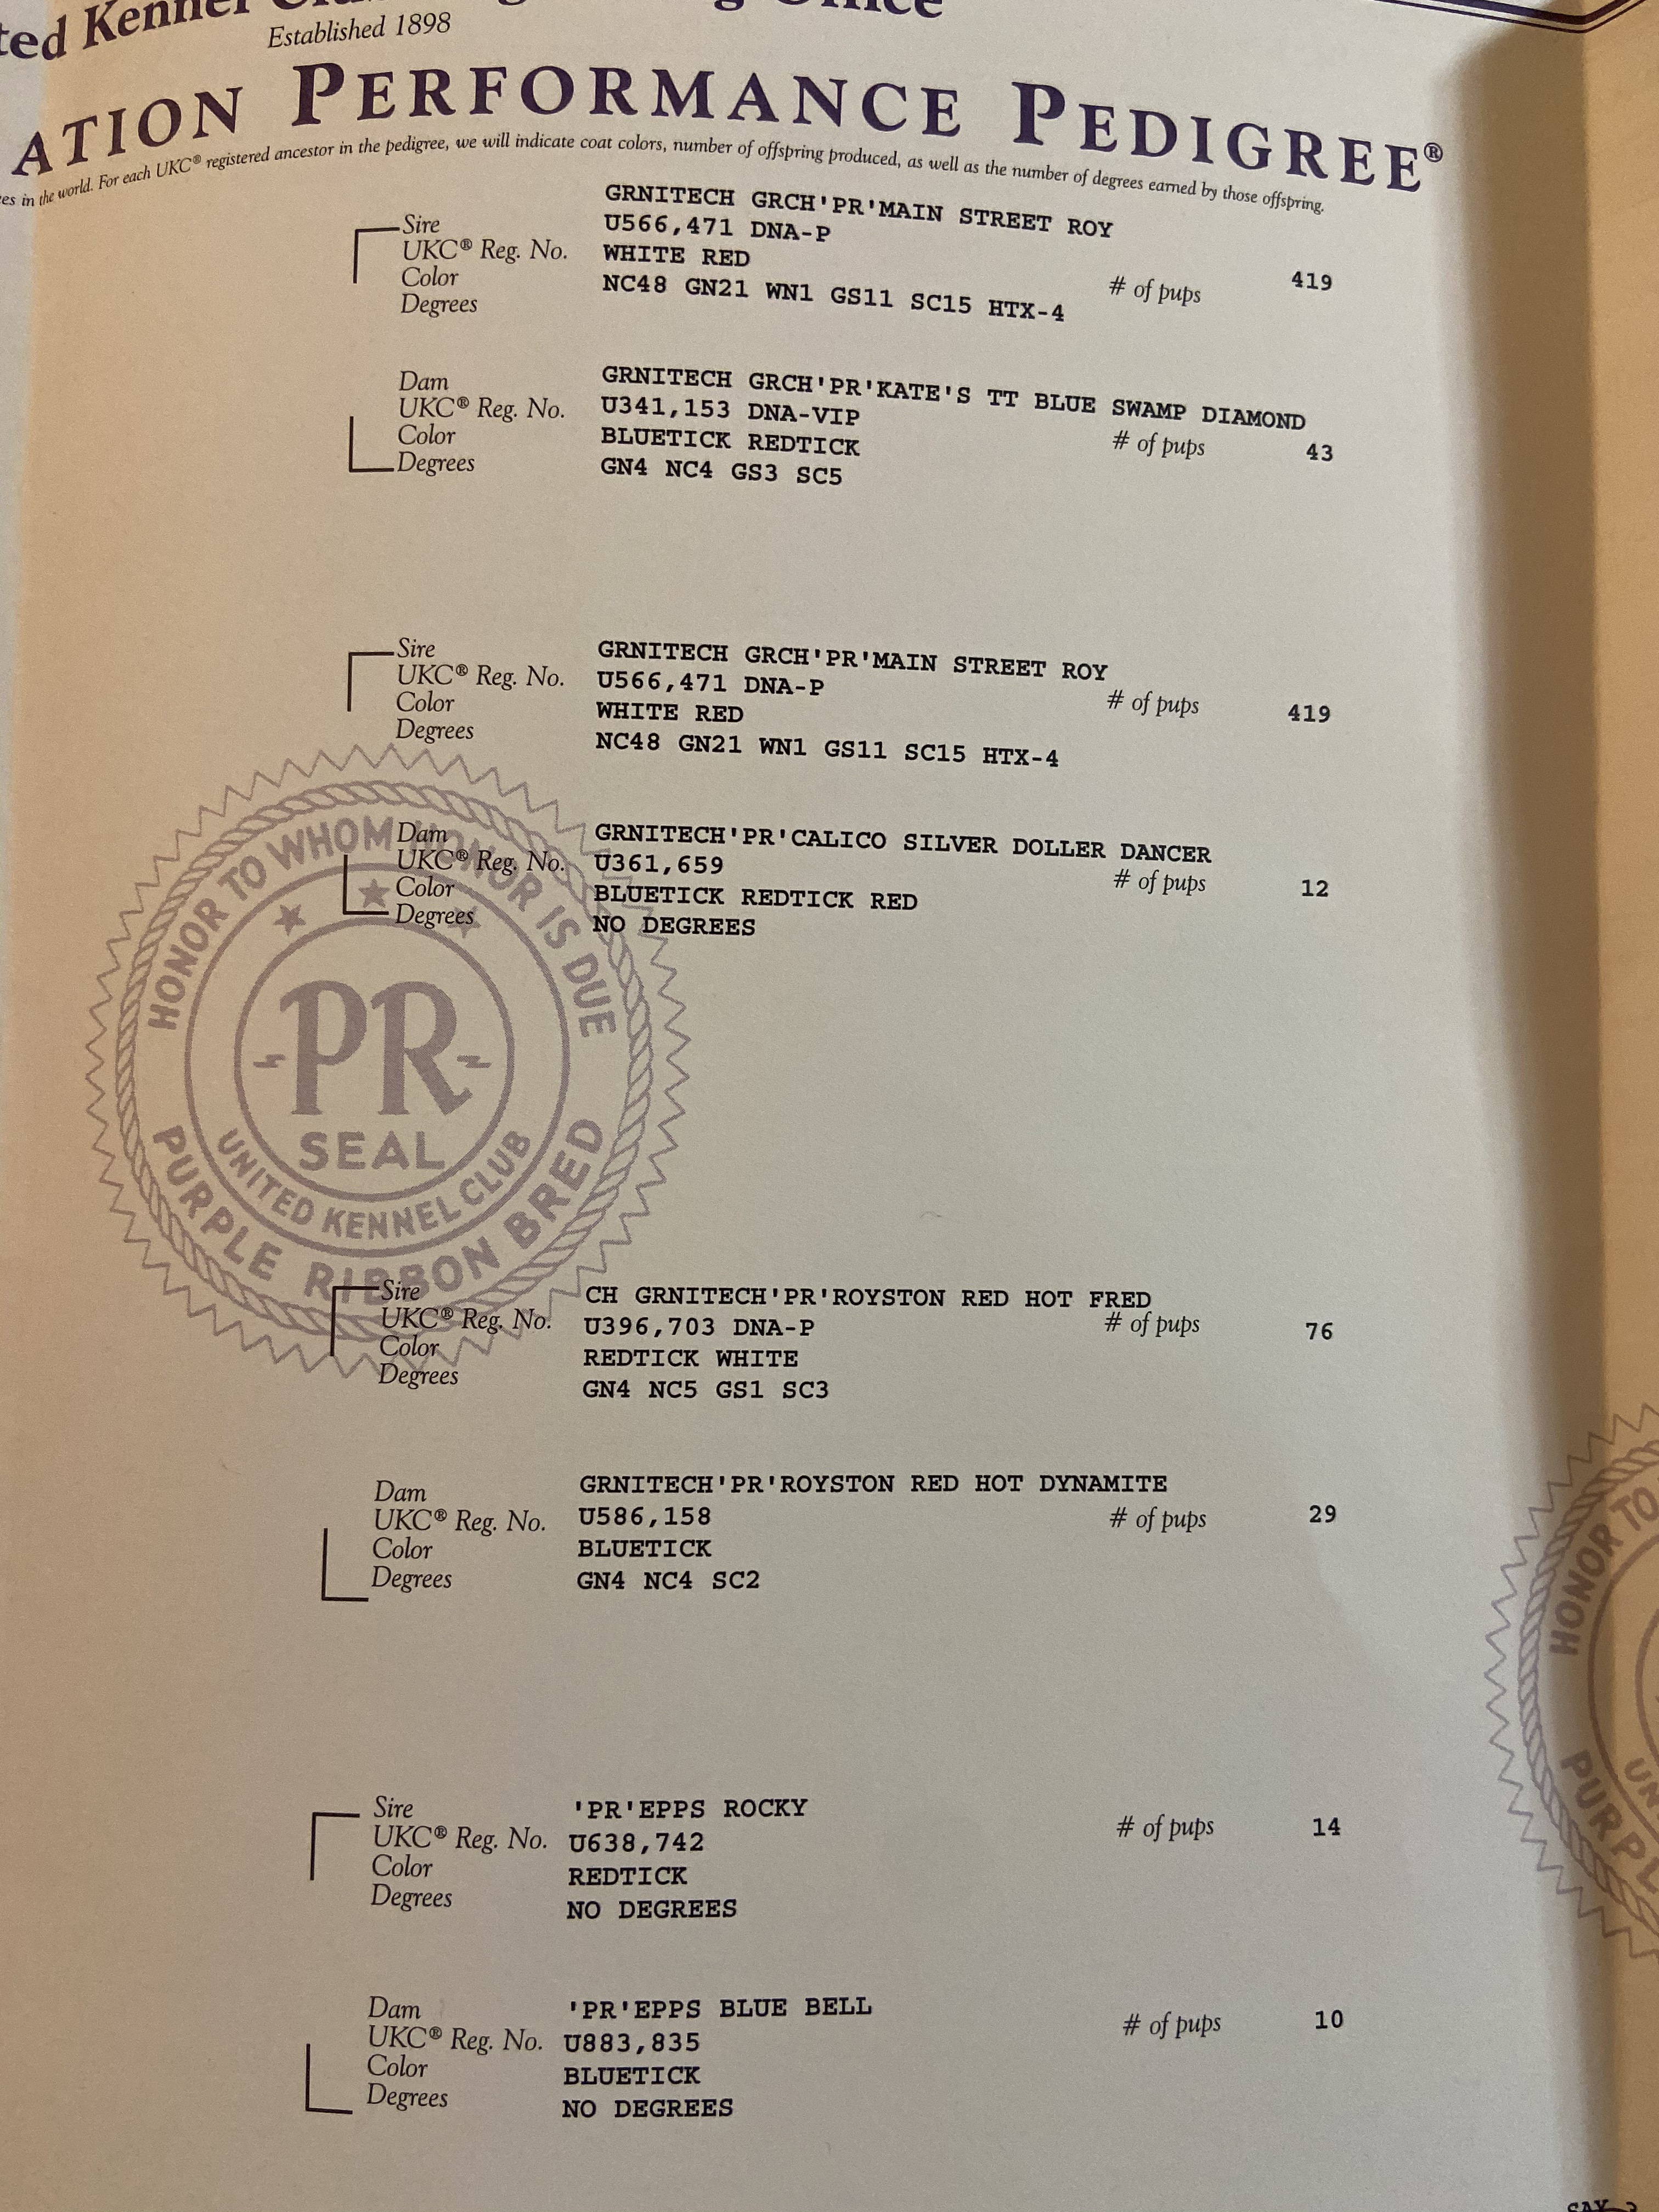 ted Kennel
Established 1898
ATION PERFORMANCE PEDIGREE®
es in the world. For each UKC® registered ancestor in the pedigree, we will indicate coat colors, number of offspring produced, as well as the number of degrees earned by those offspring.
Sire GRNITECH GRCH'PR'MAIN STREET ROY
UKC® Reg. No. U566,471 DNA-P
Color WHITE RED # of pups 419
Degrees NC48 GN21 WN1 GS11 SC15 HTX-4
Dam GRNITECH GRCH'PR'KATE'S TT BLUE SWAMP DIAMOND
UKC® Reg. No. U341,153 DNA-VIP
Color BLUETICK REDTICK # of pups 43
Degrees GN4 NC4 GS3 SC5
Sire GRNITECH GRCH'PR'MAIN STREET ROY
UKC® Reg. No. U566,471 DNA-P # of pups 419
Color WHITE RED
Degrees NC48 GN21 WN1 GS11 SC15 HTX-4
Dam GRNITECH'PR'CALICO SILVER DOLLER DANCER
UKC® Reg. No. U361,659 # of pups 12
Color BLUETICK REDTICK RED
Degrees NO DEGREES
HONOR TO WHOM HONOR IS DUE
PR
SEAL
UNITED KENNEL CLUB
PURPLE RIBBON BRED
Sire CH GRNITECH'PR'ROYSTON RED HOT FRED
UKC® Reg. No. U396,703 DNA-P # of pups 76
Color REDTICK WHITE
Degrees GN4 NC5 GS1 SC3
Dam GRNITECH'PR'ROYSTON RED HOT DYNAMITE
UKC® Reg. No. U586,158 # of pups 29
Color BLUETICK
Degrees GN4 NC4 SC2
HONOR TO
UN
PURPL
Sire 'PR'EPPS ROCKY
UKC® Reg. No. U638,742 # of pups 14
Color REDTICK
Degrees NO DEGREES
Dam 'PR'EPPS BLUE BELL
UKC® Reg. No. U883,835 # of pups 10
Color BLUETICK
Degrees NO DEGREES